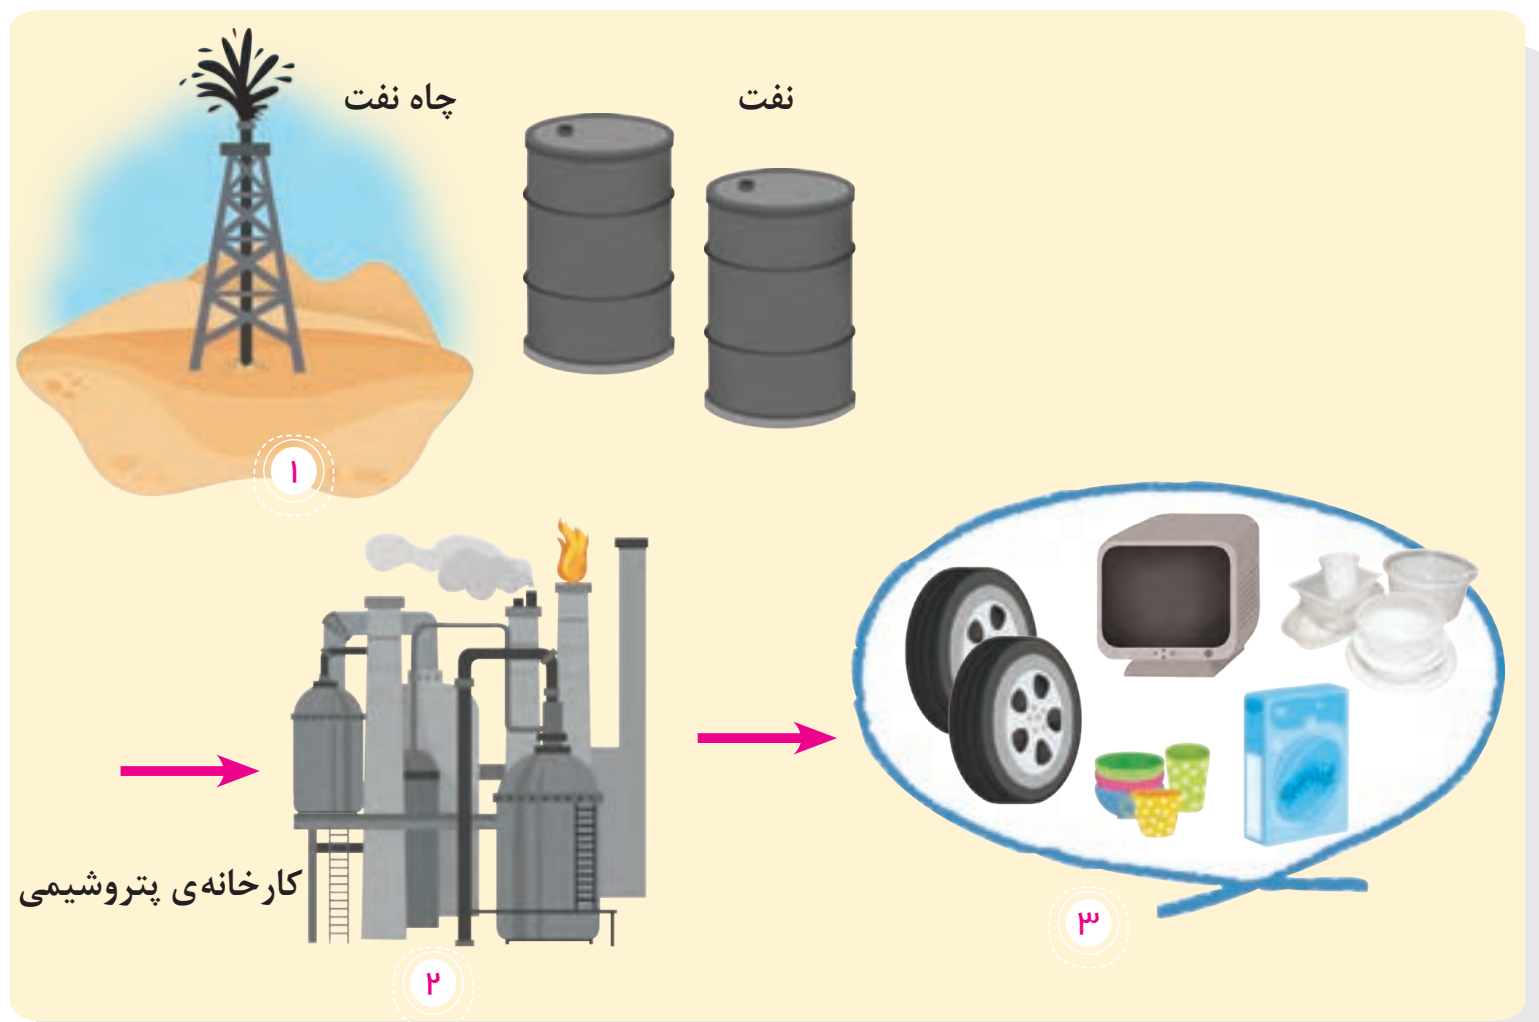 نفت
چاه نفت
۱
کارخانه‌ی پتروشیمی
۲
۳